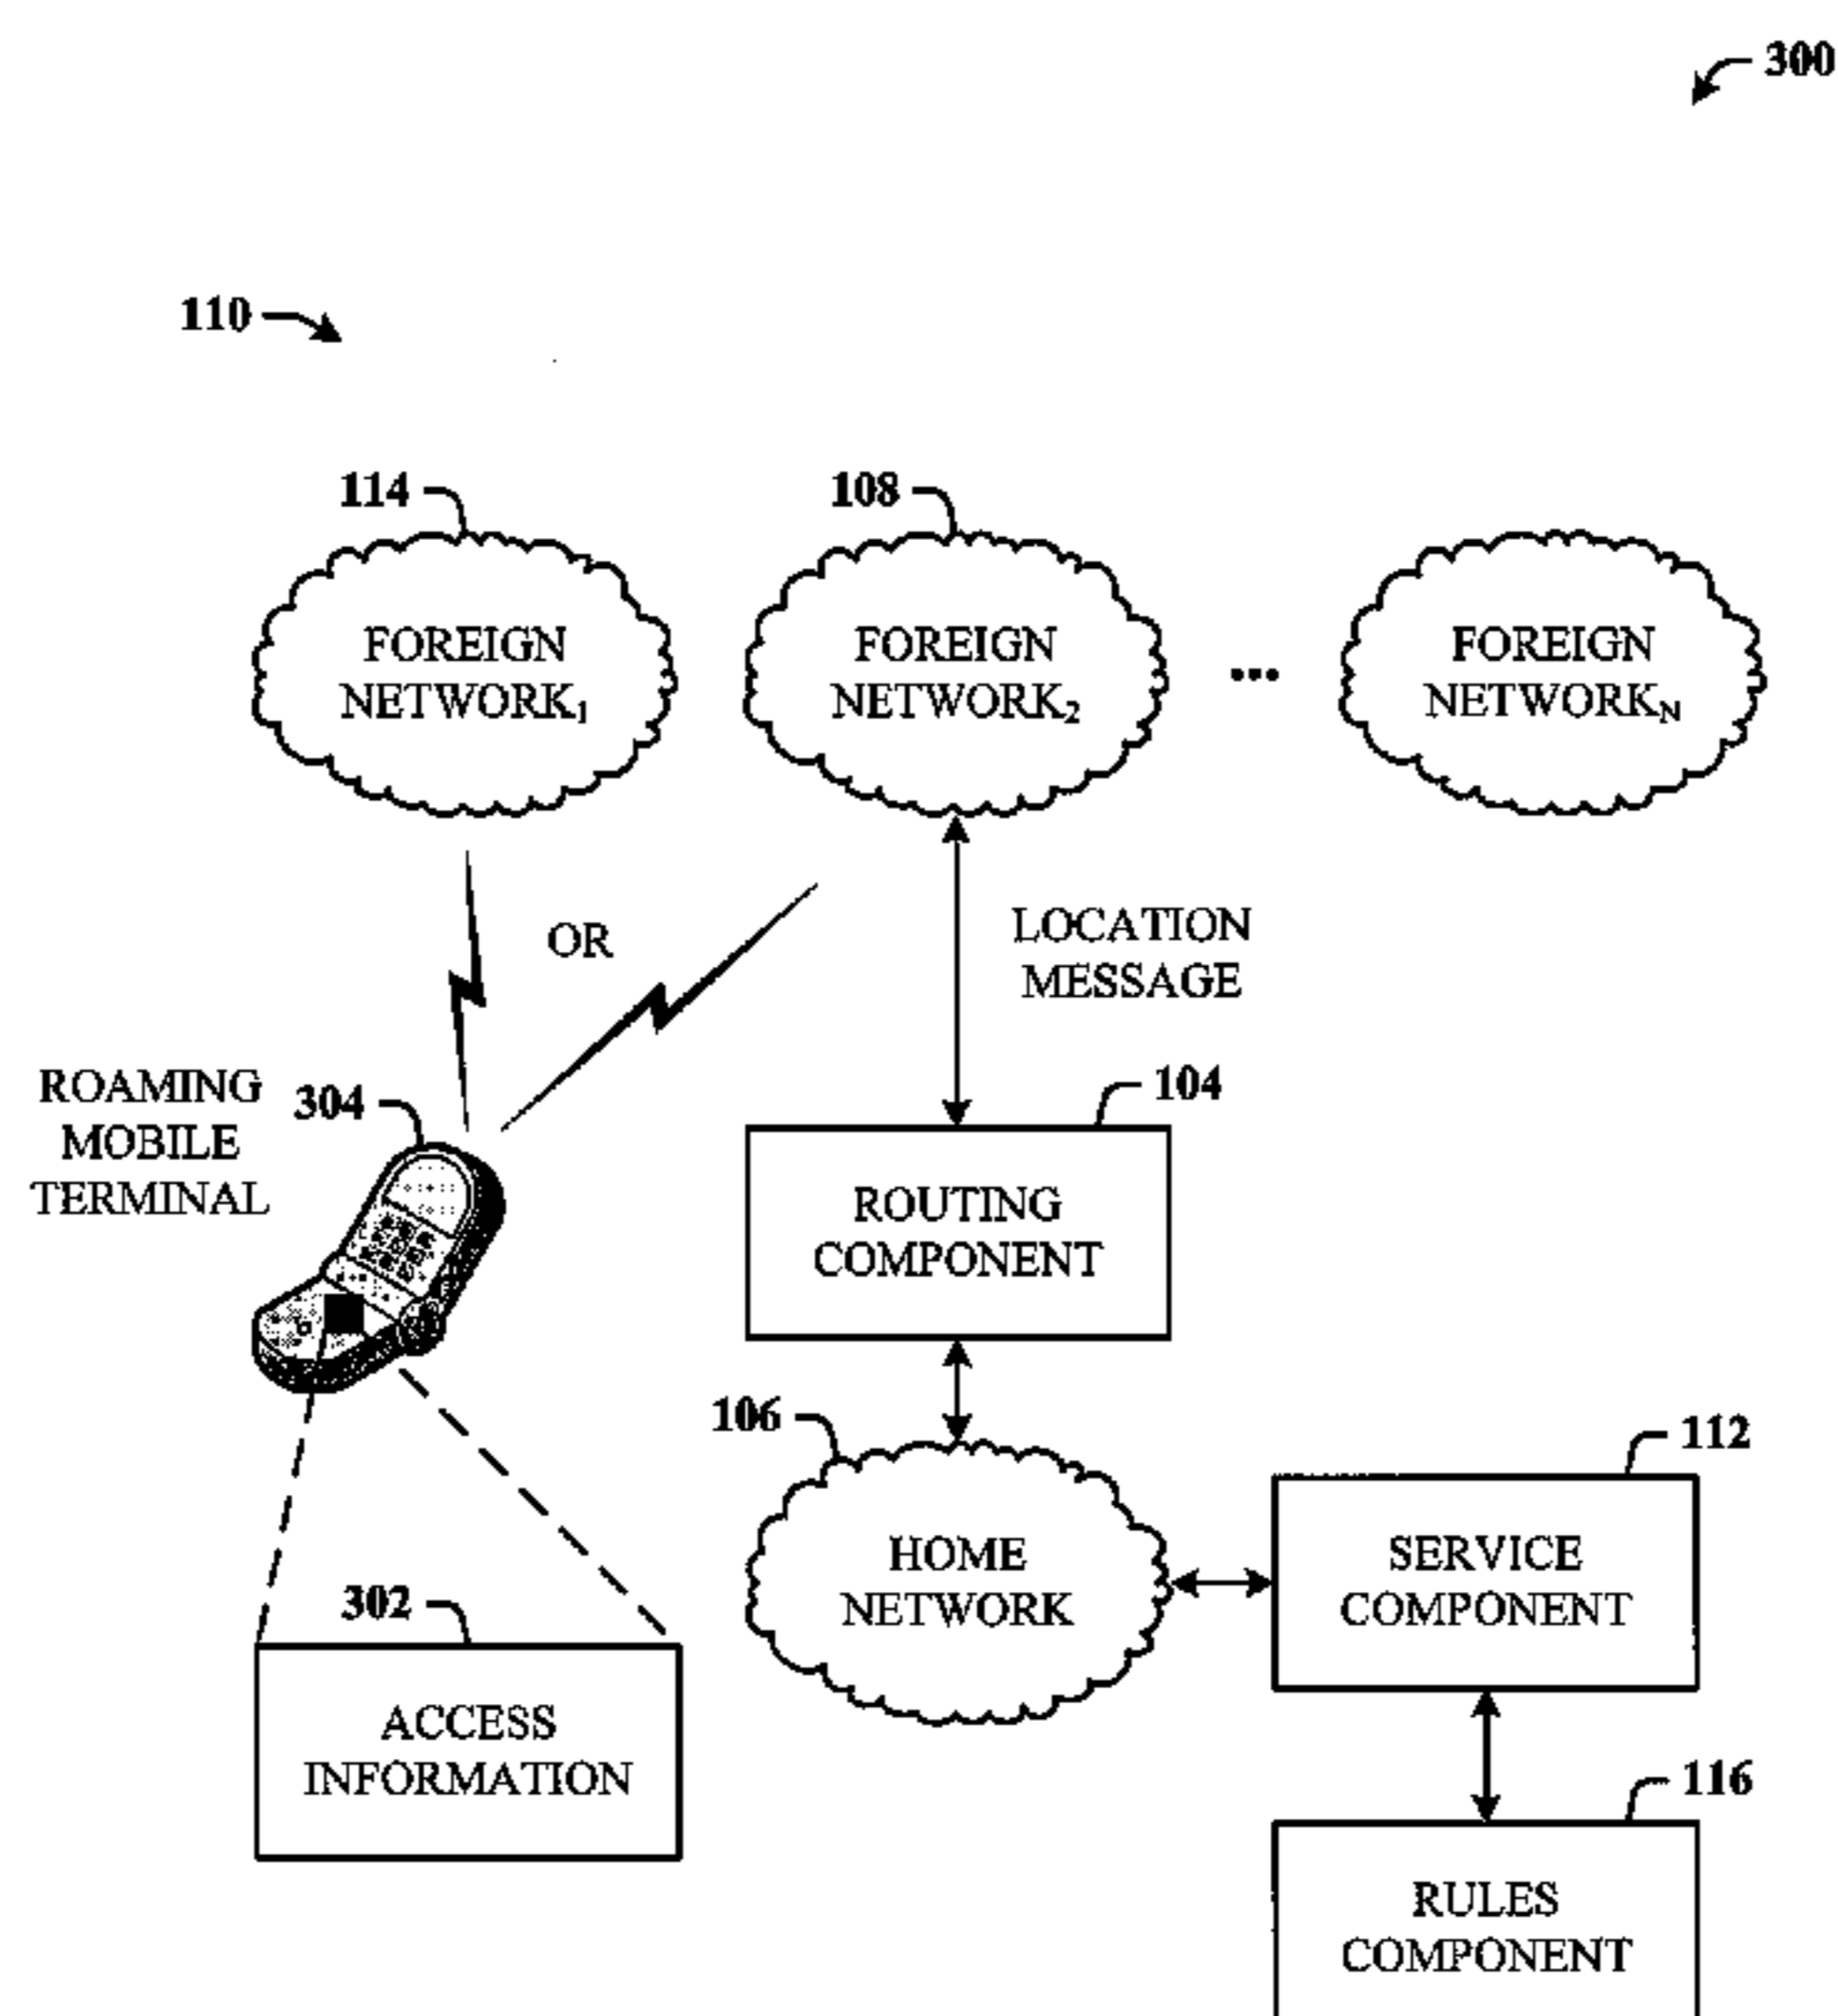 300
110
114
108
FOREIGN
NETWORK₁
FOREIGN
NETWORK₂
...
FOREIGN
NETWORKN
OR
LOCATION
MESSAGE
ROAMING
MOBILE
TERMINAL
304
104
ROUTING
COMPONENT
106
HOME
NETWORK
112
SERVICE
COMPONENT
302
ACCESS
INFORMATION
116
RULES
COMPONENT